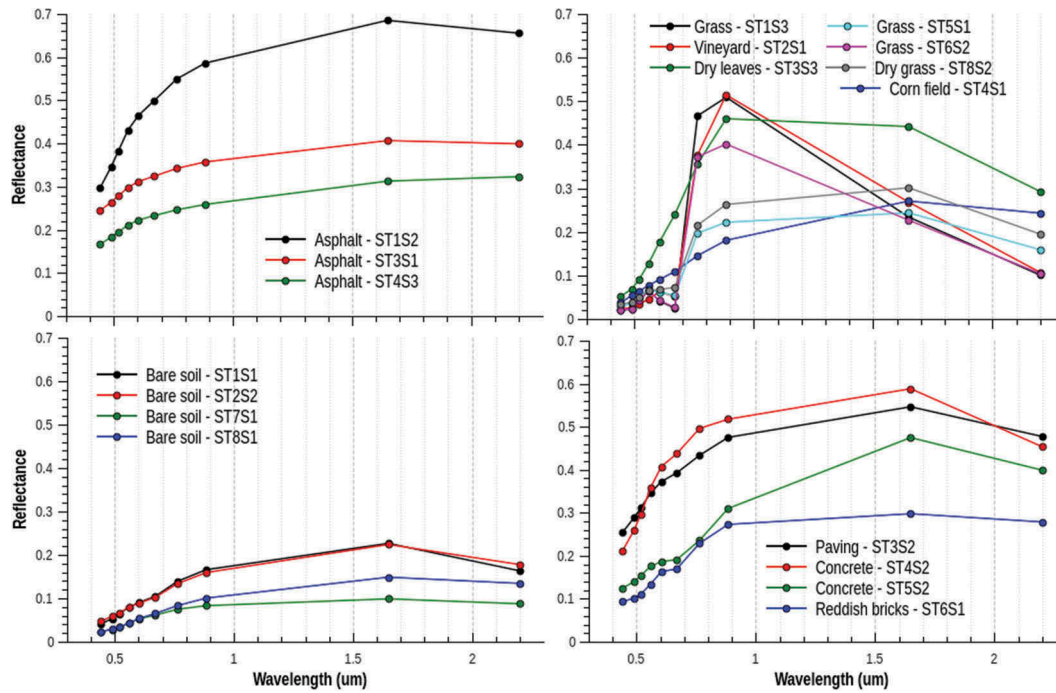 0.7
0.6
0.5
0.4
0.3
0.2
0.1
0
Reflectance
Asphalt - ST1S2
Asphalt - ST3S1
Asphalt - ST4S3
0.7
0.6
0.5
0.4
0.3
0.2
0.1
0
Grass - ST1S3
Vineyard - ST2S1
Dry leaves - ST3S3
Grass - ST5S1
Grass - ST6S2
Dry grass - ST8S2
Corn field - ST4S1
0.7
0.6
0.5
0.4
0.3
0.2
0.1
0
Reflectance
Bare soil - ST1S1
Bare soil - ST2S2
Bare soil - ST7S1
Bare soil - ST8S1
0.5 1 1.5 2
Wavelength (um)
0.7
0.6
0.5
0.4
0.3
0.2
0.1
0
Paving - ST3S2
Concrete - ST4S2
Concrete - ST5S2
Reddish bricks - ST6S1
0.5 1 1.5 2
Wavelength (um)